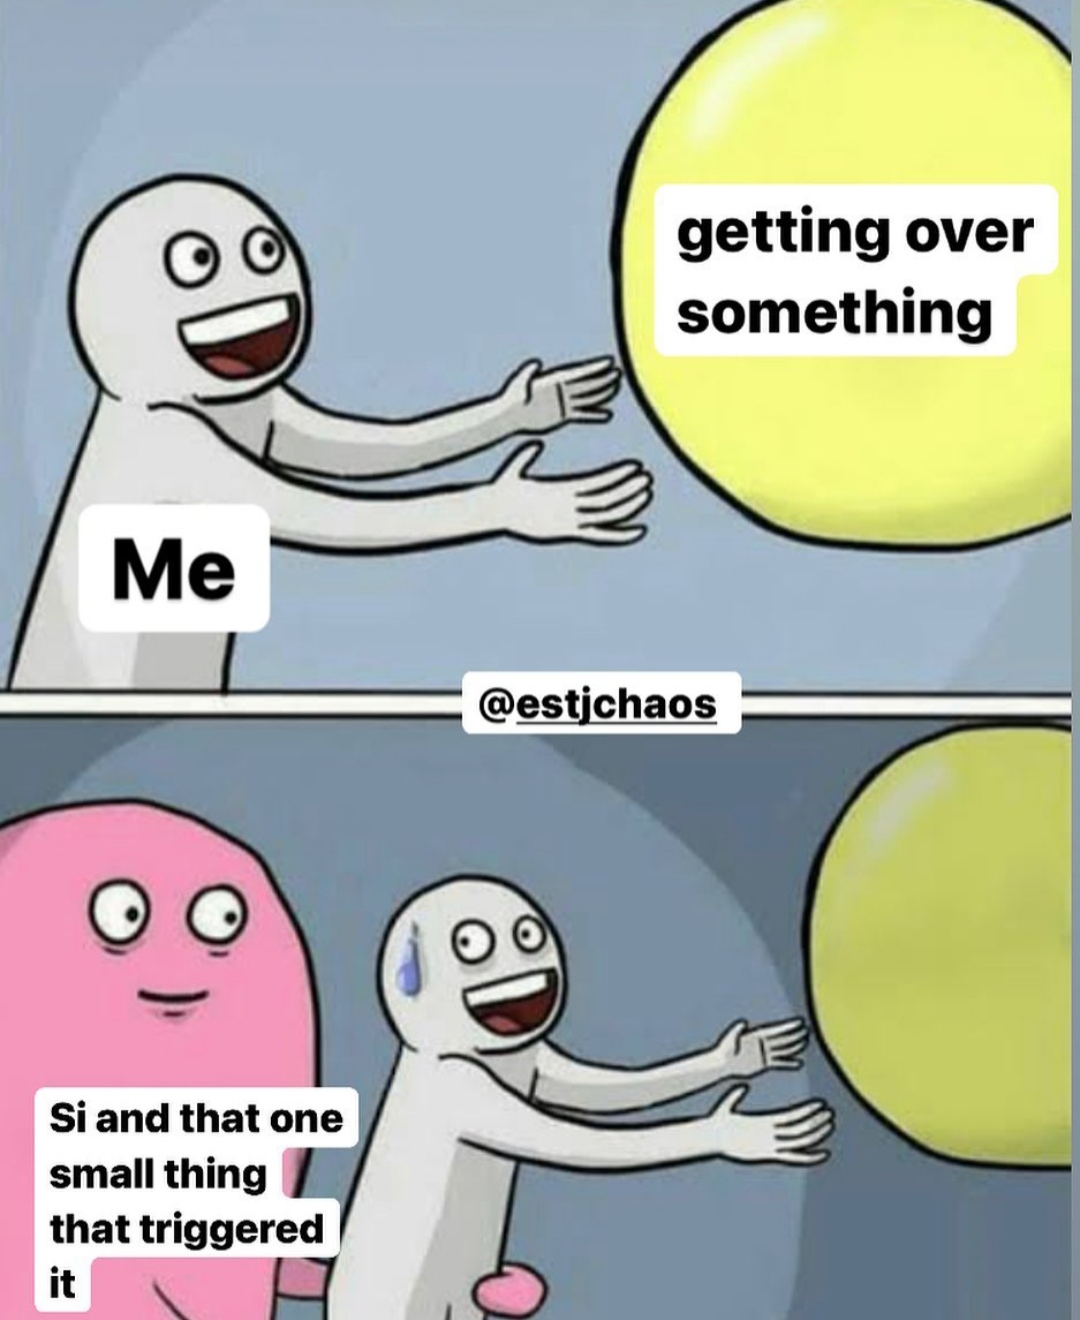 getting over
something
Me
@estjchaos
Si and that one
small thing
that triggered
it